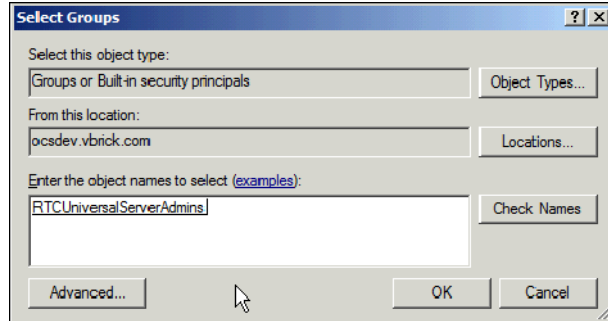 Select Groups
Select this object type:
Groups or Built-in security principals
Object Types...
From this location:
ocsdev.vbrick.com
Locations...
Enter the object names to select (examples):
RTCUniversalServerAdmins
Check Names
Advanced...
OK
Cancel